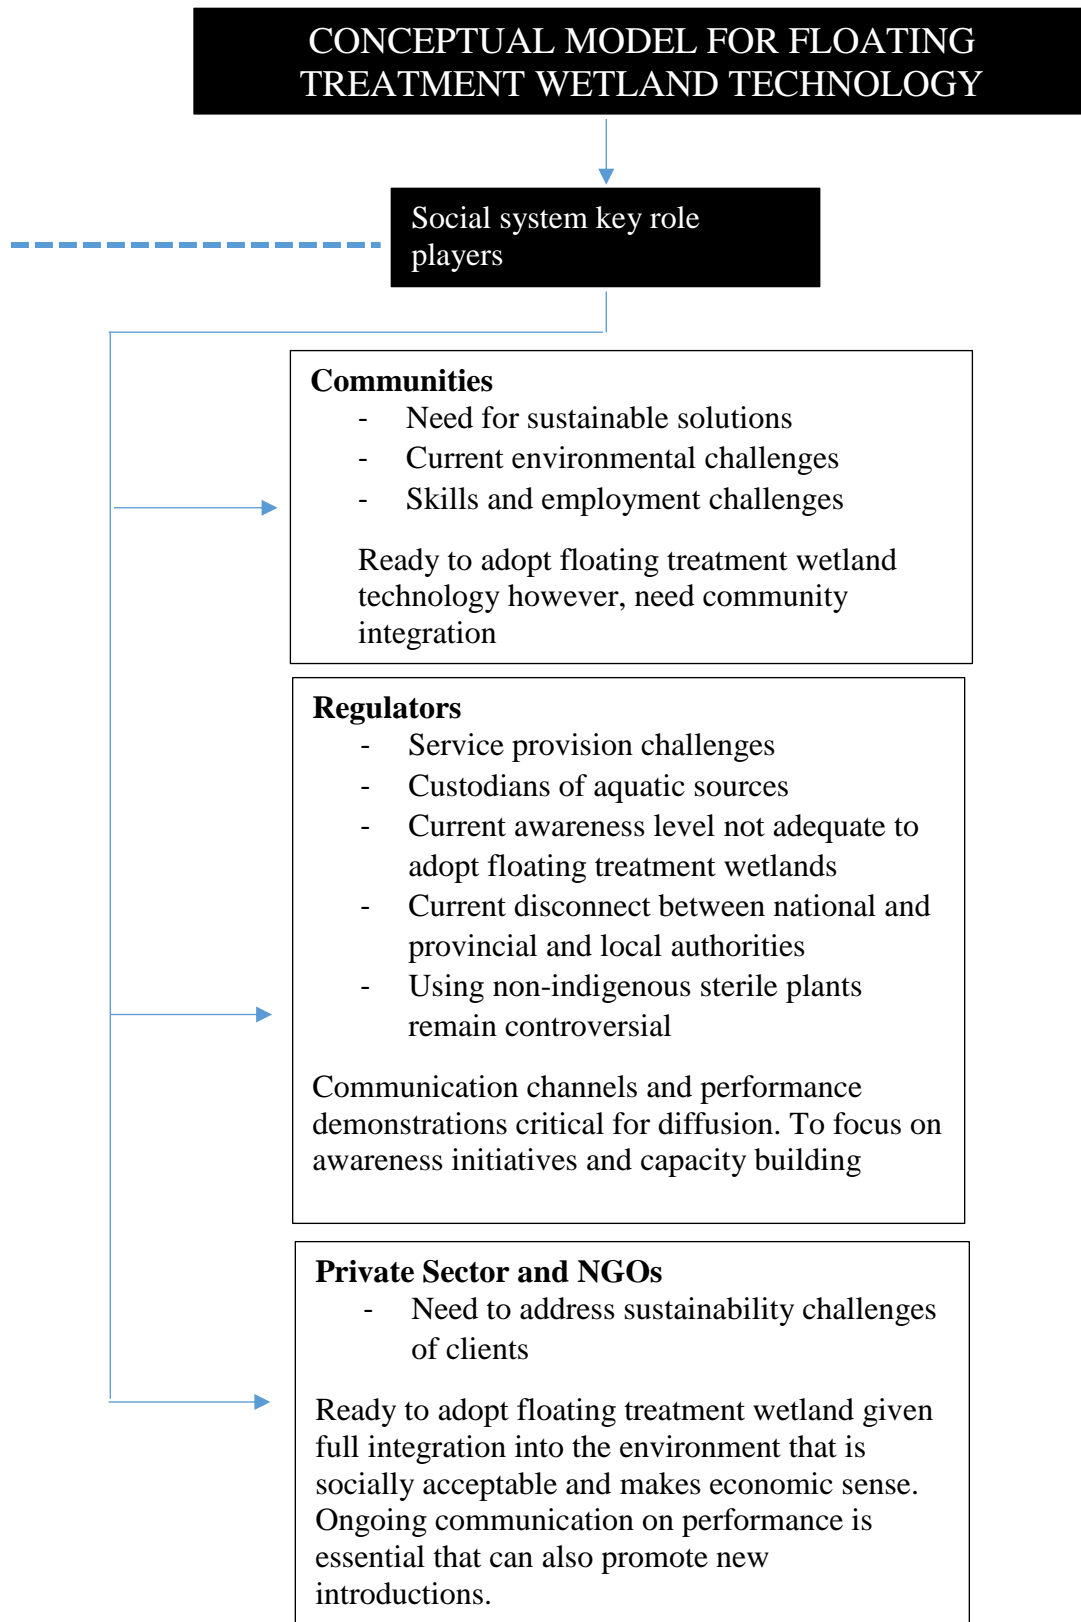 CONCEPTUAL MODEL FOR FLOATING
TREATMENT WETLAND TECHNOLOGY
Social system key role
players
Communities
- Need for sustainable solutions
- Current environmental challenges
- Skills and employment challenges
Ready to adopt floating treatment wetland
technology however, need community
integration
Regulators
- Service provision challenges
- Custodians of aquatic sources
- Current awareness level not adequate to
adopt floating treatment wetlands
- Current disconnect between national and
provincial and local authorities
- Using non-indigenous sterile plants
remain controversial
Communication channels and performance
demonstrations critical for diffusion. To focus on
awareness initiatives and capacity building
Private Sector and NGOs
- Need to address sustainability challenges
of clients
Ready to adopt floating treatment wetland given
full integration into the environment that is
socially acceptable and makes economic sense.
Ongoing communication on performance is
essential that can also promote new
introductions.